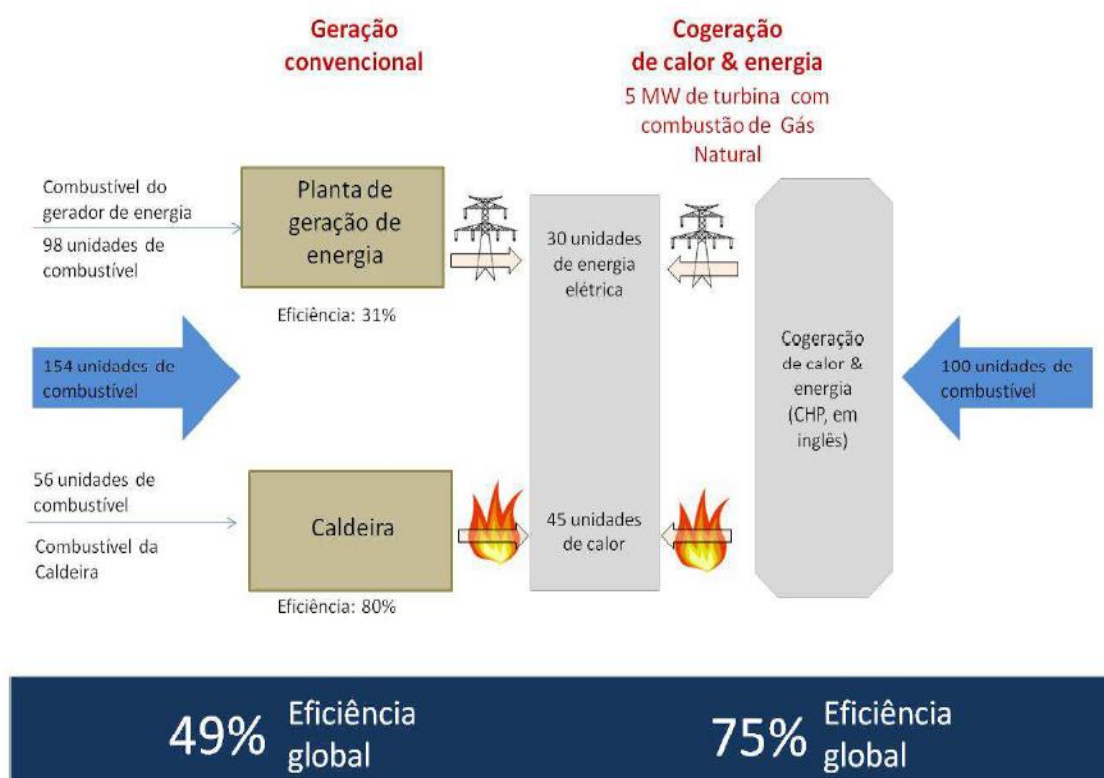 Geração
convencional
Cogeração
de calor & energia
5 MW de turbina com
combustão de Gás
Natural
Combustível do
gerador de energia
98 unidades de
combustível
Planta de
geração de
energia
Eficiência: 31%
30 unidades
de energia
elétrica
154 unidades de
combustível
Cogeração
de calor &
energia
(CHP, em
inglês)
100 unidades de
combustível
56 unidades de
combustível
Combustível da
Caldeira
Caldeira
Eficiência: 80%
45 unidades
de calor
49% Eficiência
global
75% Eficiência
global